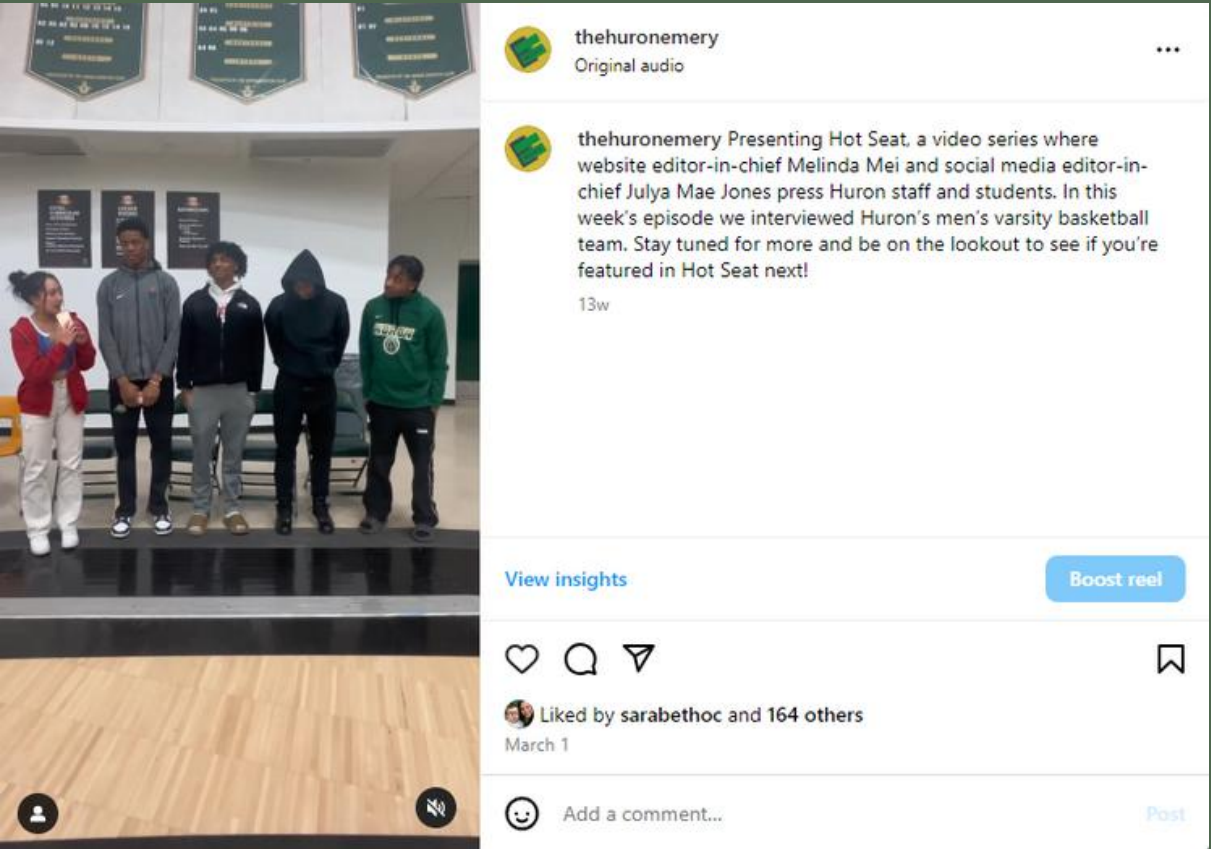 HURON
thehuronemery
Original audio
thehuronemery Presenting Hot Seat, a video series where
website editor-in-chief Melinda Mei and social media editor-in-
chief Julya Mae Jones press Huron staff and students. In this
week's episode we interviewed Huron's men's varsity basketball
team. Stay tuned for more and be on the lookout to see if you're
featured in Hot Seat next!
13w
View insights
Boost reel
Liked by sarabethoc and 164 others
March 1
Add a comment...
Post